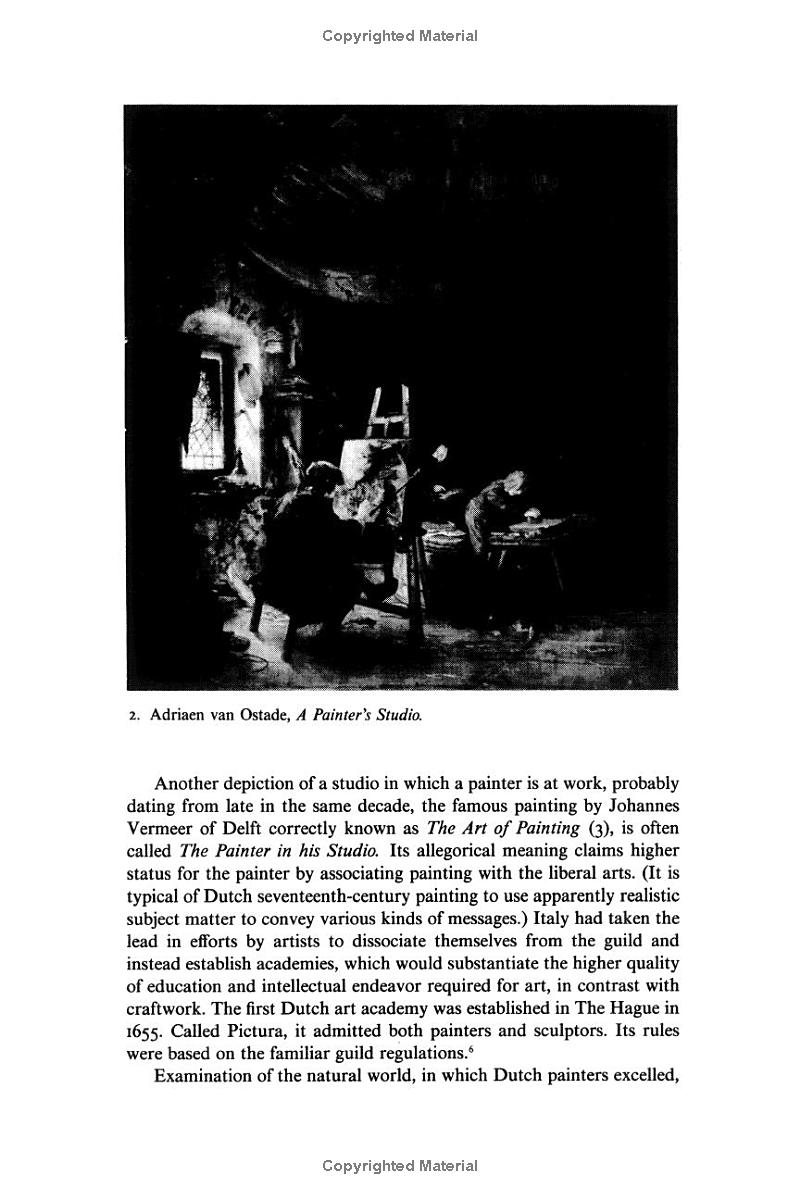 Copyrighted Material
2. Adriaen van Ostade, A Painter's Studio.
Another depiction of a studio in which a painter is at work, probably
dating from late in the same decade, the famous painting by Johannes
Vermeer of Delft correctly known as The Art of Painting (3), is often
called The Painter in his Studio. Its allegorical meaning claims higher
status for the painter by associating painting with the liberal arts. (It is
typical of Dutch seventeenth-century painting to use apparently realistic
subject matter to convey various kinds of messages.) Italy had taken the
lead in efforts by artists to dissociate themselves from the guild and
instead establish academies, which would substantiate the higher quality
of education and intellectual endeavor required for art, in contrast with
craftwork. The first Dutch art academy was established in The Hague in
1655. Called Pictura, it admitted both painters and sculptors. Its rules
were based on the familiar guild regulations.⁶
Examination of the natural world, in which Dutch painters excelled,
Copyrighted Material